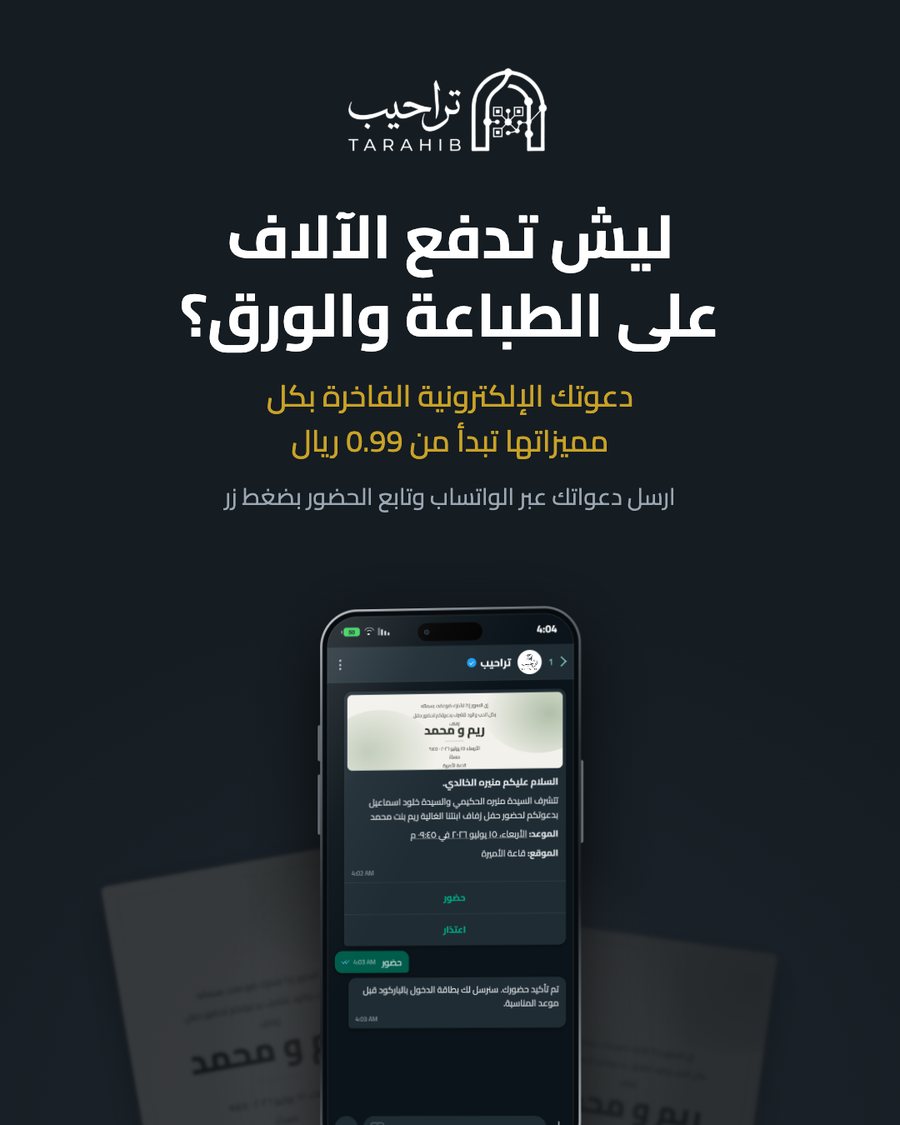 تراحيب
TARAHIB
ليش تدفع الآلاف
على الطباعة والورق؟
دعوتك الإلكترونية الفاخرة بكل
مميزاتها تبدأ من 0.99 ريال
ارسل دعواتك عبر الواتساب وتابع الحضور بضغط زر
4:04
1 تراحيب
ريم و محمد
السلام عليكم منيره الخالدي.
تتشرف السيدة منيره الحكيمي والسيدة خلود اسماعيل
بدعوتكم لحضور حفل زفاف ابنتنا الغالية ريم بنت محمد
الموعد: الأربعاء، ١٥ يوليو ٢٠٢٦ في ٠٩:٤٥ م
الموقع: قاعة الأميرة
4:02 AM
حضور
اعتذار
حضور 4:03 AM
تم تأكيد حضورك. سنرسل لك بطاقة الدخول بالباركود قبل
موعد المناسبة.
4:03 AM
و محمد
ريم و محمد